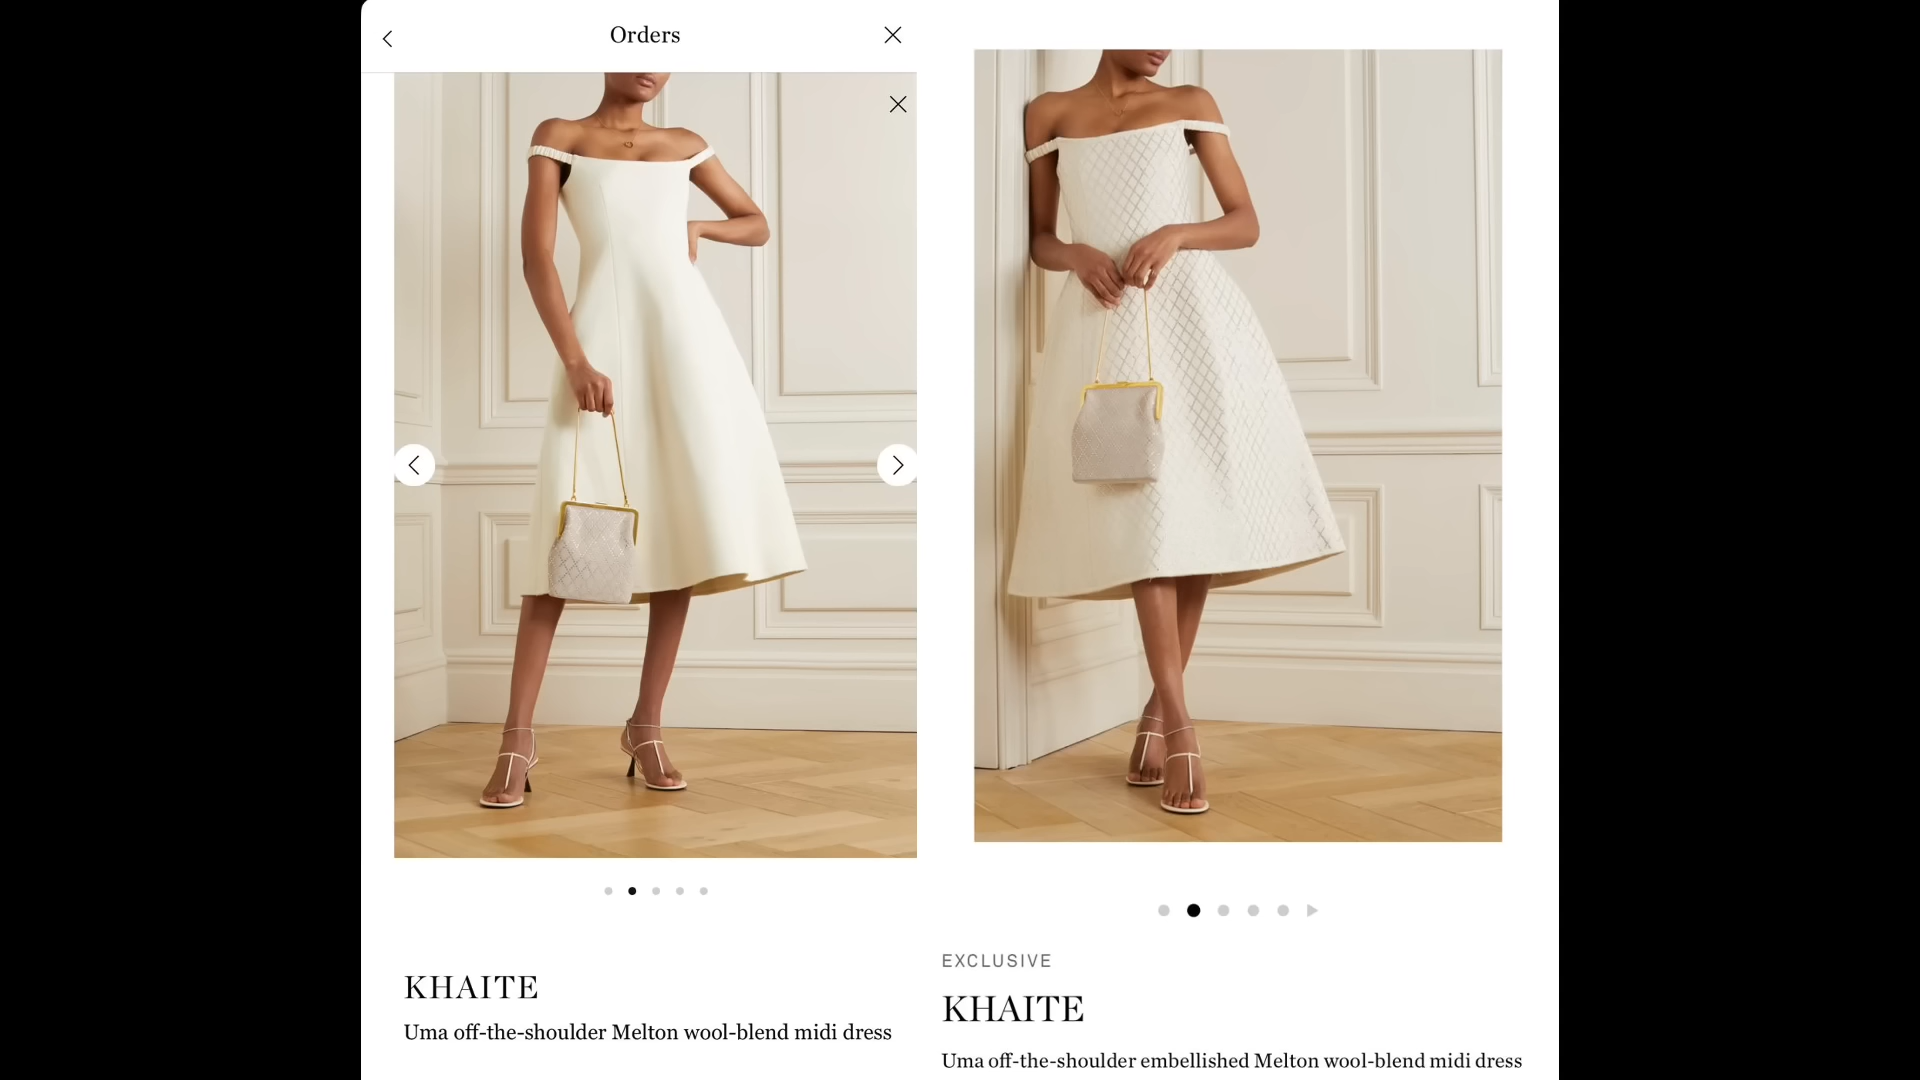 Orders
KHAITE
Uma off-the-shoulder Melton wool-blend midi dress
EXCLUSIVE
KHAITE
Uma off-the-shoulder embellished Melton wool-blend midi dress